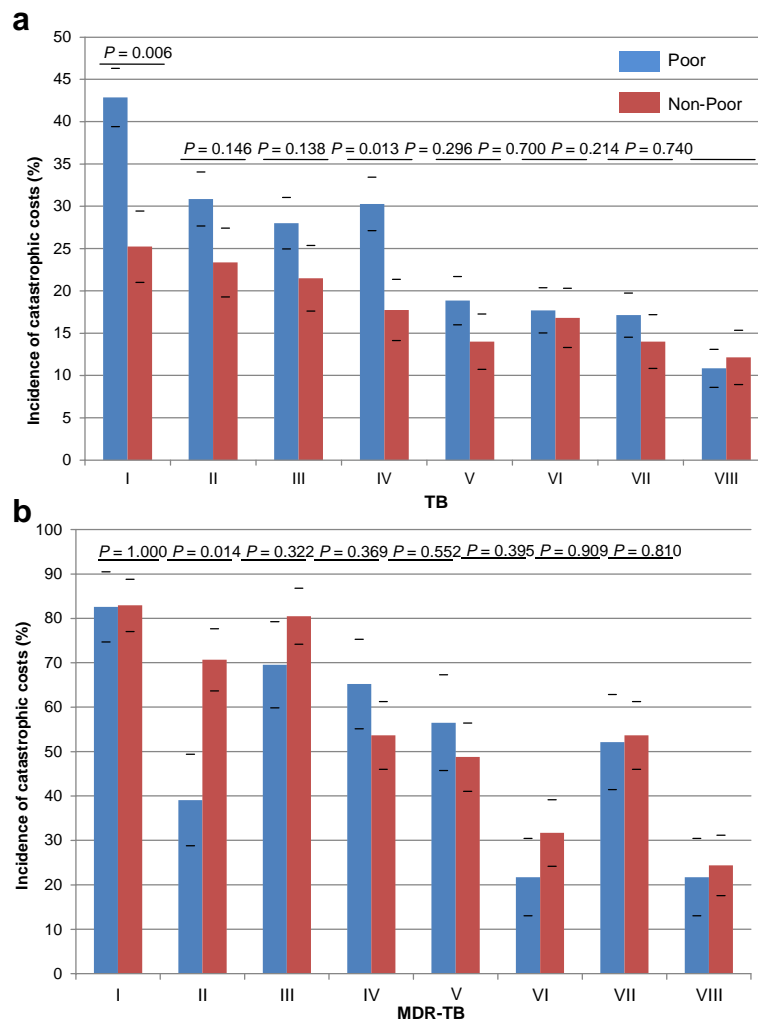 a
Incidence of catastrophic costs (%)
50
45
40
35
30
25
20
15
10
5
0
P = 0.006
P = 0.146 P = 0.138 P = 0.013 P = 0.296 P = 0.700 P = 0.214 P = 0.740
Poor
Non-Poor
I II III IV V VI VII VIII
TB
b
Incidence of catastrophic costs (%)
100
90
80
70
60
50
40
30
20
10
0
P = 1.000 P = 0.014 P = 0.322 P = 0.369 P = 0.552 P = 0.395 P = 0.909 P = 0.810
I II III IV V VI VII VIII
MDR-TB